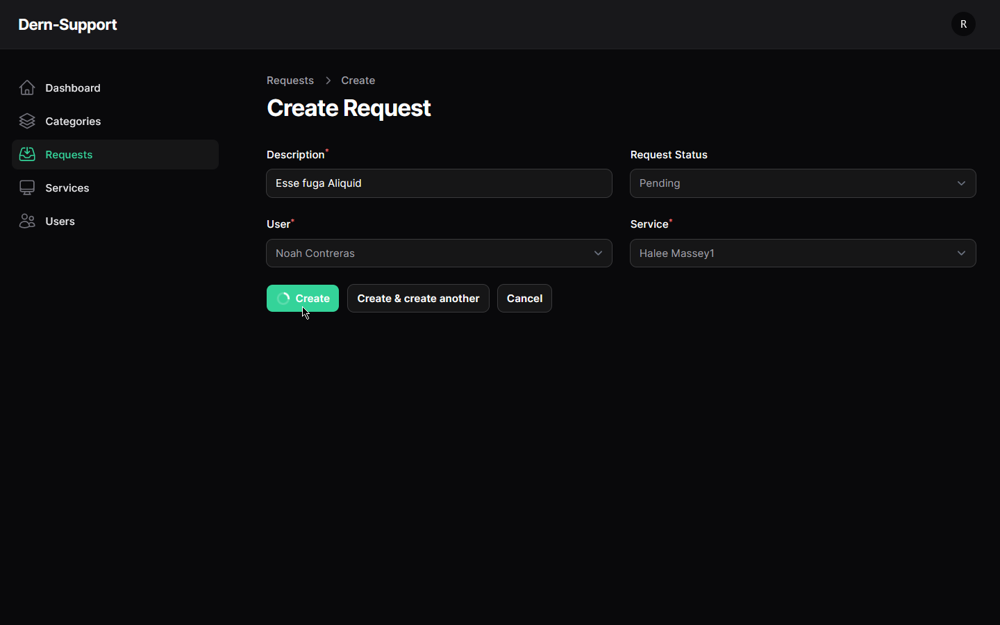 Dern-Support
R
Dashboard
Categories
Requests
Services
Users
Requests > Create
Create Request
Description*
Esse fuga Aliquid
Request Status
Pending
User*
Noah Contreras
Service*
Halee Massey1
Create
Create & create another
Cancel